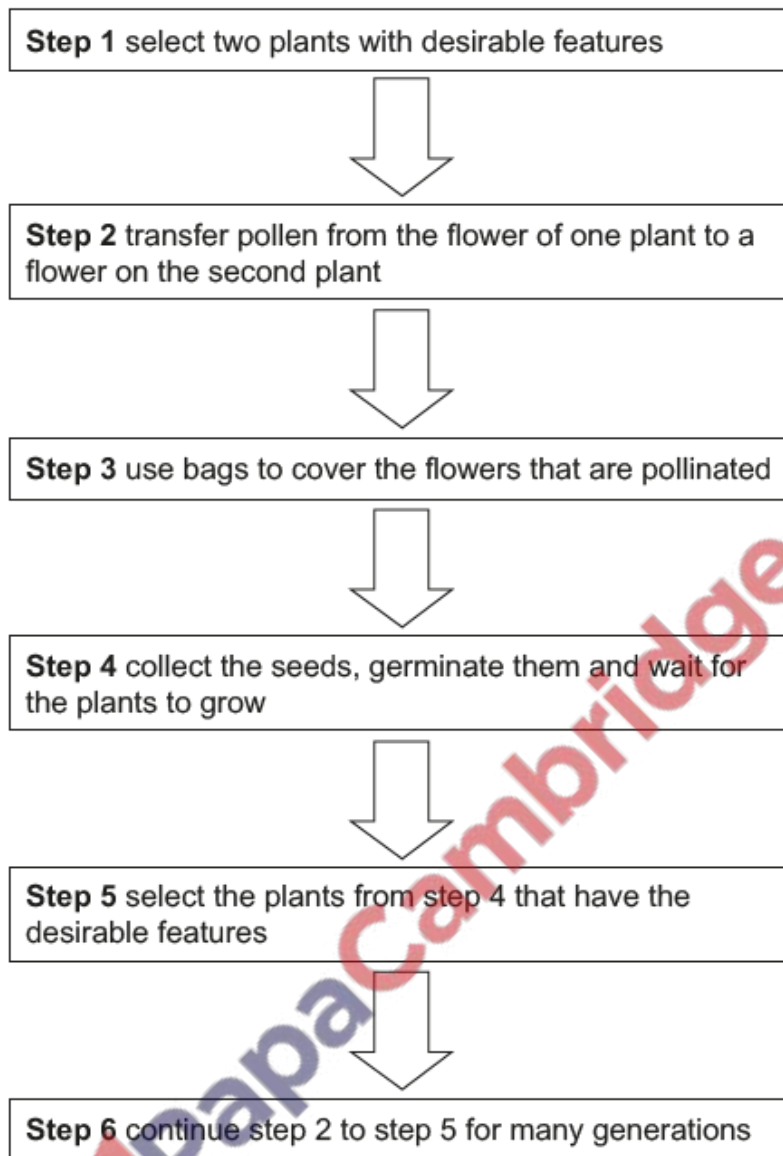 Step 1 select two plants with desirable features
Step 2 transfer pollen from the flower of one plant to a
flower on the second plant
Step 3 use bags to cover the flowers that are pollinated
Step 4 collect the seeds, germinate them and wait for
the plants to grow
Step 5 select the plants from step 4 that have the
desirable features
Step 6 continue step 2 to step 5 for many generations
papaCambridge